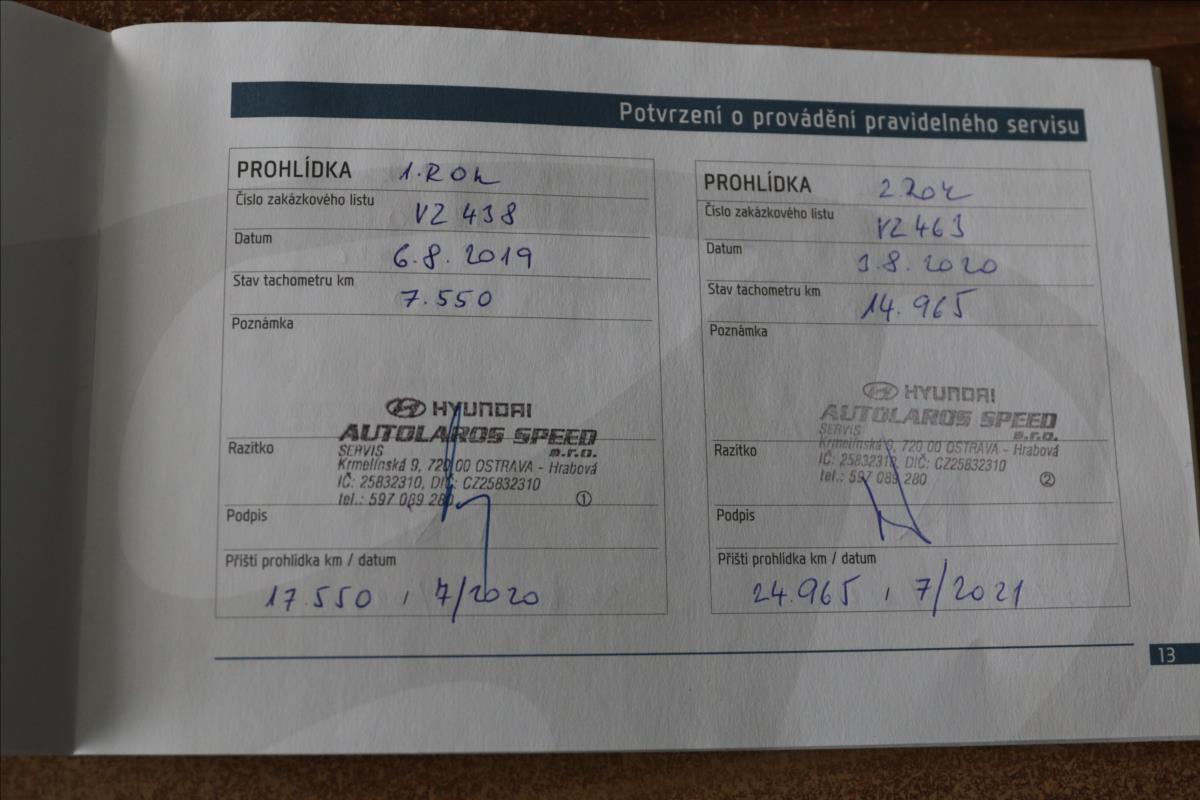 Potvrzení o provádění pravidelného servisu
PROHLÍDKA 1. ROK
Číslo zakázkového listu
VZ 438
Datum
6.8. 2019
Stav tachometru km
7.550
Poznámka
HYUNDAI
AUTOLAROS SPEED
s.r.o.
SERVIS
Razítko
Krmelínská 9, 720 00 OSTRAVA - Hrabová
IČ: 25832310, DIČ: CZ25832310
tel.: 597 089 280 1
Podpis
Příští prohlídka km / datum
17.550 , 7/2020
PROHLÍDKA 2. ROK
Číslo zakázkového listu
VZ 463
Datum
3.8. 2020
Stav tachometru km
14.965
Poznámka
HYUNDAI
AUTOLAROS SPEED
s.r.o.
SERVIS
Razítko
Krmelínská 9, 720 00 OSTRAVA - Hrabová
IČ: 25832310, DIČ: CZ25832310
tel.: 597 089 280 2
Podpis
Příští prohlídka km / datum
24.965 , 7/2021
13